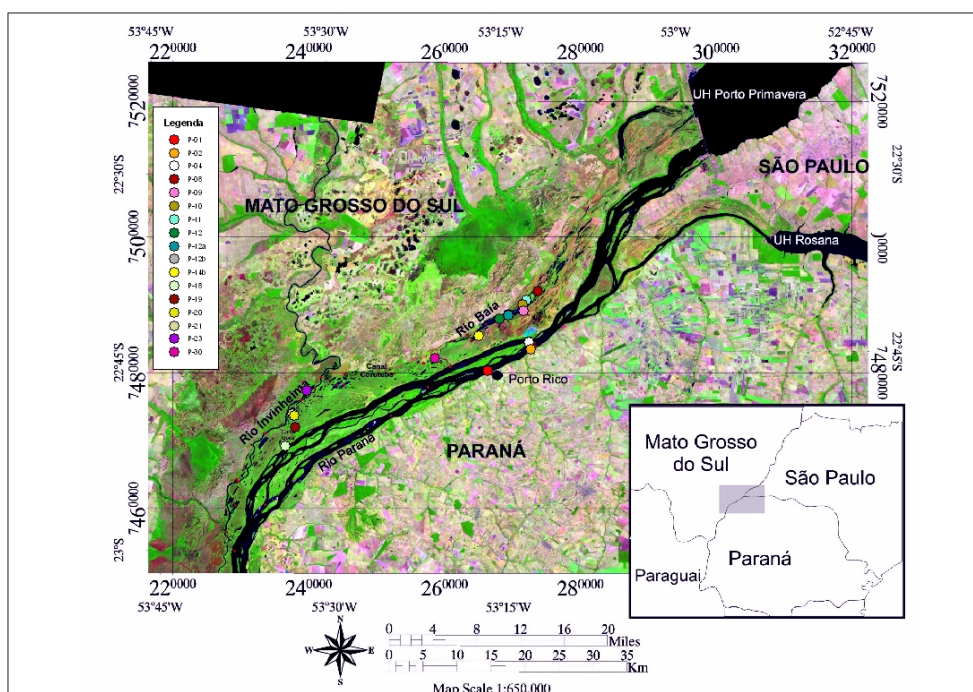 53°45'W 53°30'W 53°15'W 53°W 52°45'W
220000 240000 260000 280000 300000 320000
UH Porto Primavera
7520000
7520000
Legenda
P-01
P-02
P-04
P-08
P-09
P-10
P-11
P-12
P-12a
P-12b
P-14b
P-18
P-19
P-20
P-21
P-23
P-30
22°30'S
22°30'S
SÃO PAULO
MATO GROSSO DO SUL
7500000
UH Rosana
Rio Baia
22°45'S
22°45'S
7480000
7480000
Canal
Porto Rico
Rio Invinheima
Rio Paraná
PARANÁ
7460000
23°S
Mato Grosso
do Sul
São Paulo
Paraná
Paraguai
220000 240000 260000 280000
53°45'W 53°30'W 53°15'W
N
W E
S
0 4 8 12 16 20
Miles
0 5 10 15 20 25 30 35
Km
Map Scale 1:650.000